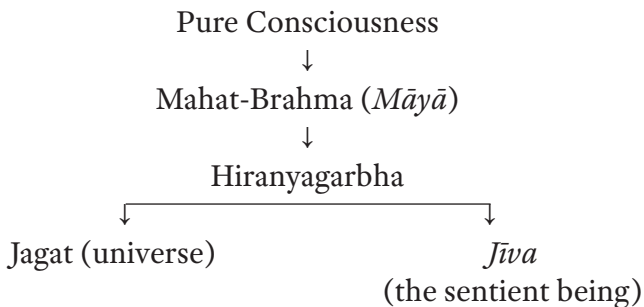 Pure Consciousness
↓
Mahat-Brahma (Māyā)
↓
Hiranyagarbha
↓ ↓
Jagat (universe) Jīva
(the sentient being)